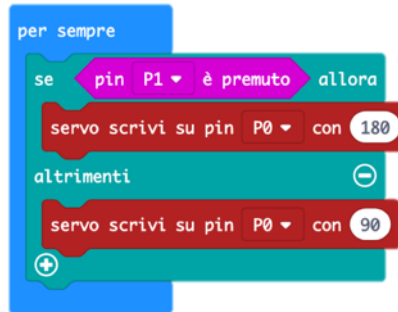 per sempre
se pin P1 è premuto allora
servo scrivi su pin P0 con 180
altrimenti
servo scrivi su pin P0 con 90